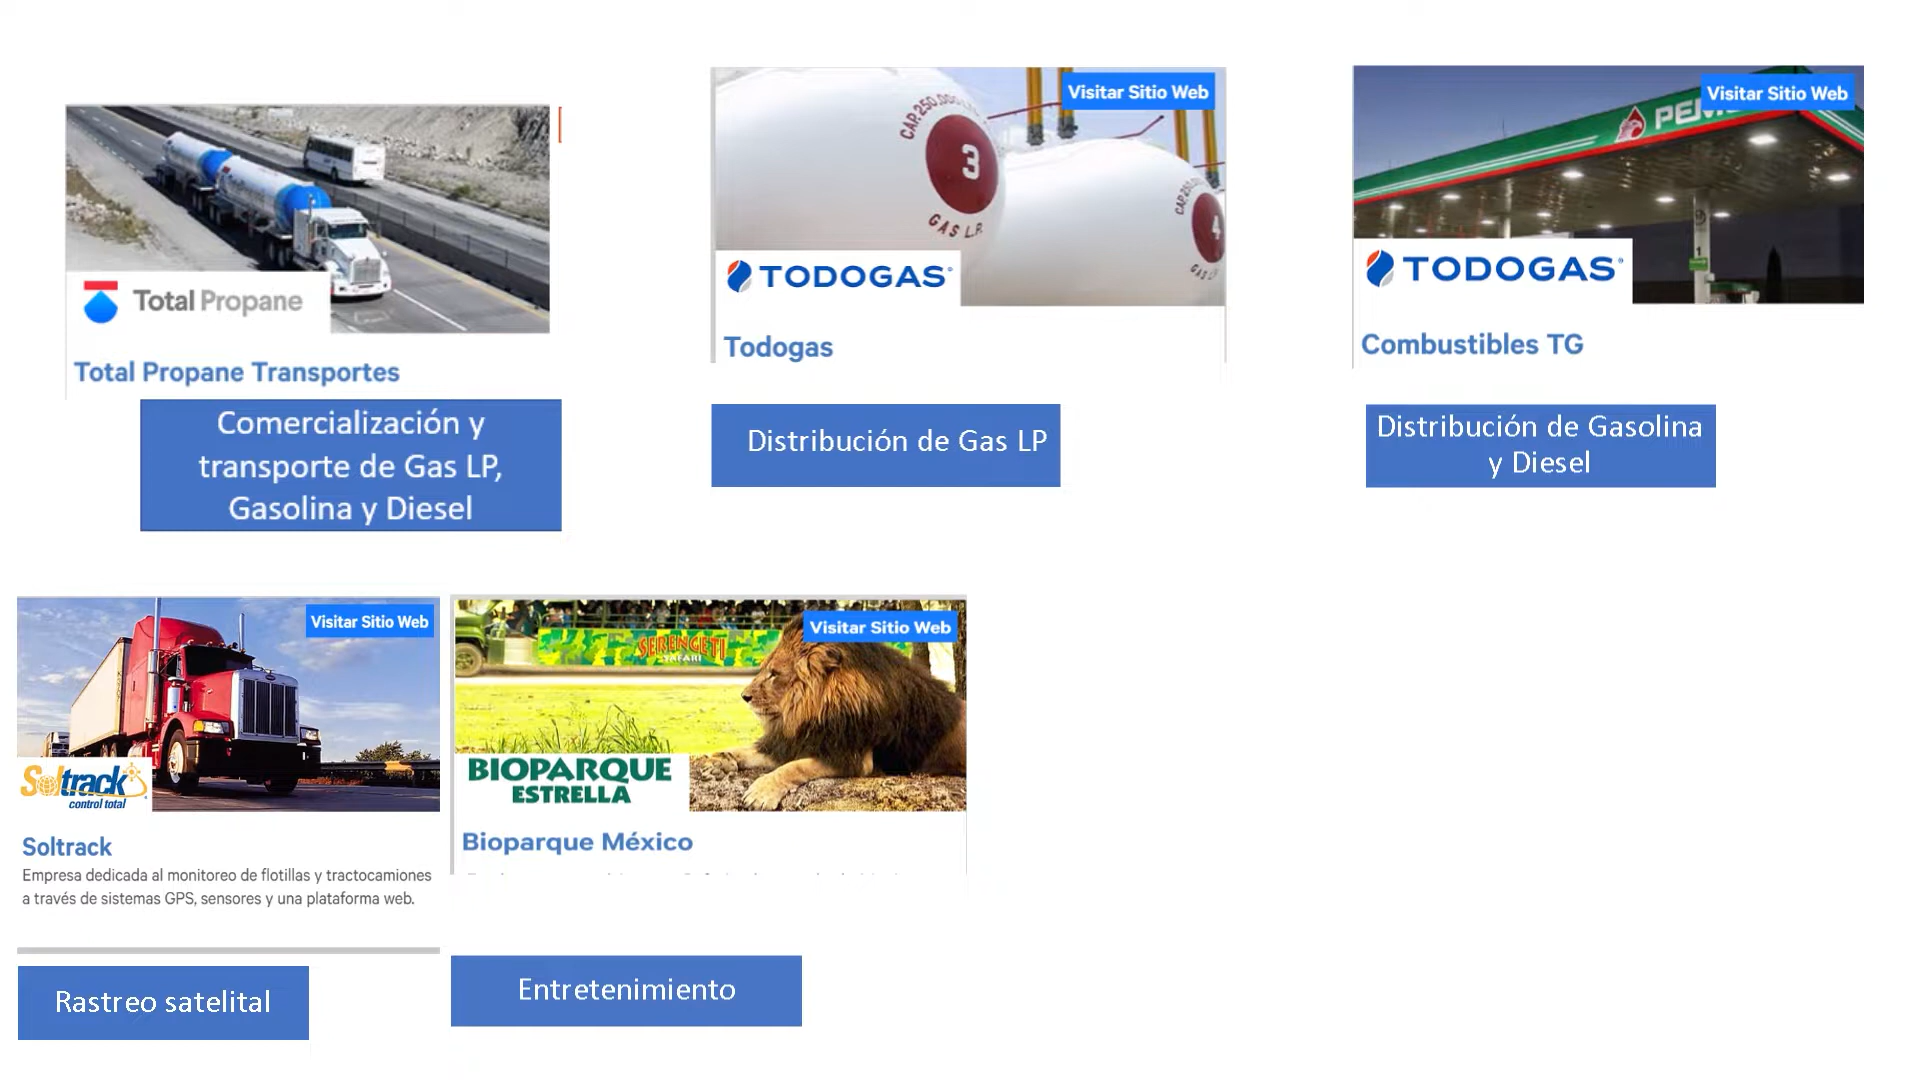 Total Propane
Total Propane Transportes
Comercialización y
transporte de Gas LP,
Gasolina y Diesel
Visitar Sitio Web
3
GAS L.P.
4
GAS LP
TODOGAS
Todogas
Distribución de Gas LP
Visitar Sitio Web
TODOGAS
Combustibles TG
Distribución de Gasolina
y Diesel
Visitar Sitio Web
Soltrack
control total
Soltrack
Empresa dedicada al monitoreo de flotillas y tractocamiones
a través de sistemas GPS, sensores y una plataforma web.
Rastreo satelital
Visitar Sitio Web
SERENGETI
SAFARI
BIOPARQUE
ESTRELLA
Bioparque México
Entretenimiento